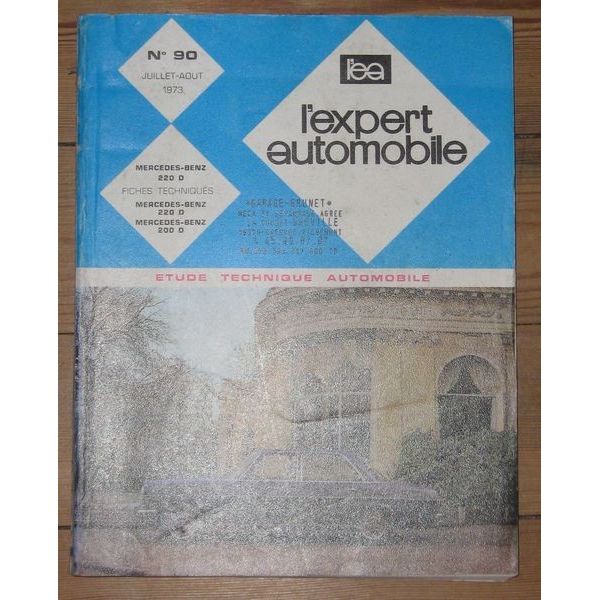 N° 90
JUILLET-AOUT
1973
l'ea
l'expert
automobile
MERCEDES-BENZ
220 D
FICHES TECHNIQUES
MERCEDES-BENZ
220 D
MERCEDES-BENZ
200 D
*GARAGE-BRUNET*
AGREE
ETUDE TECHNIQUE AUTOMOBILE